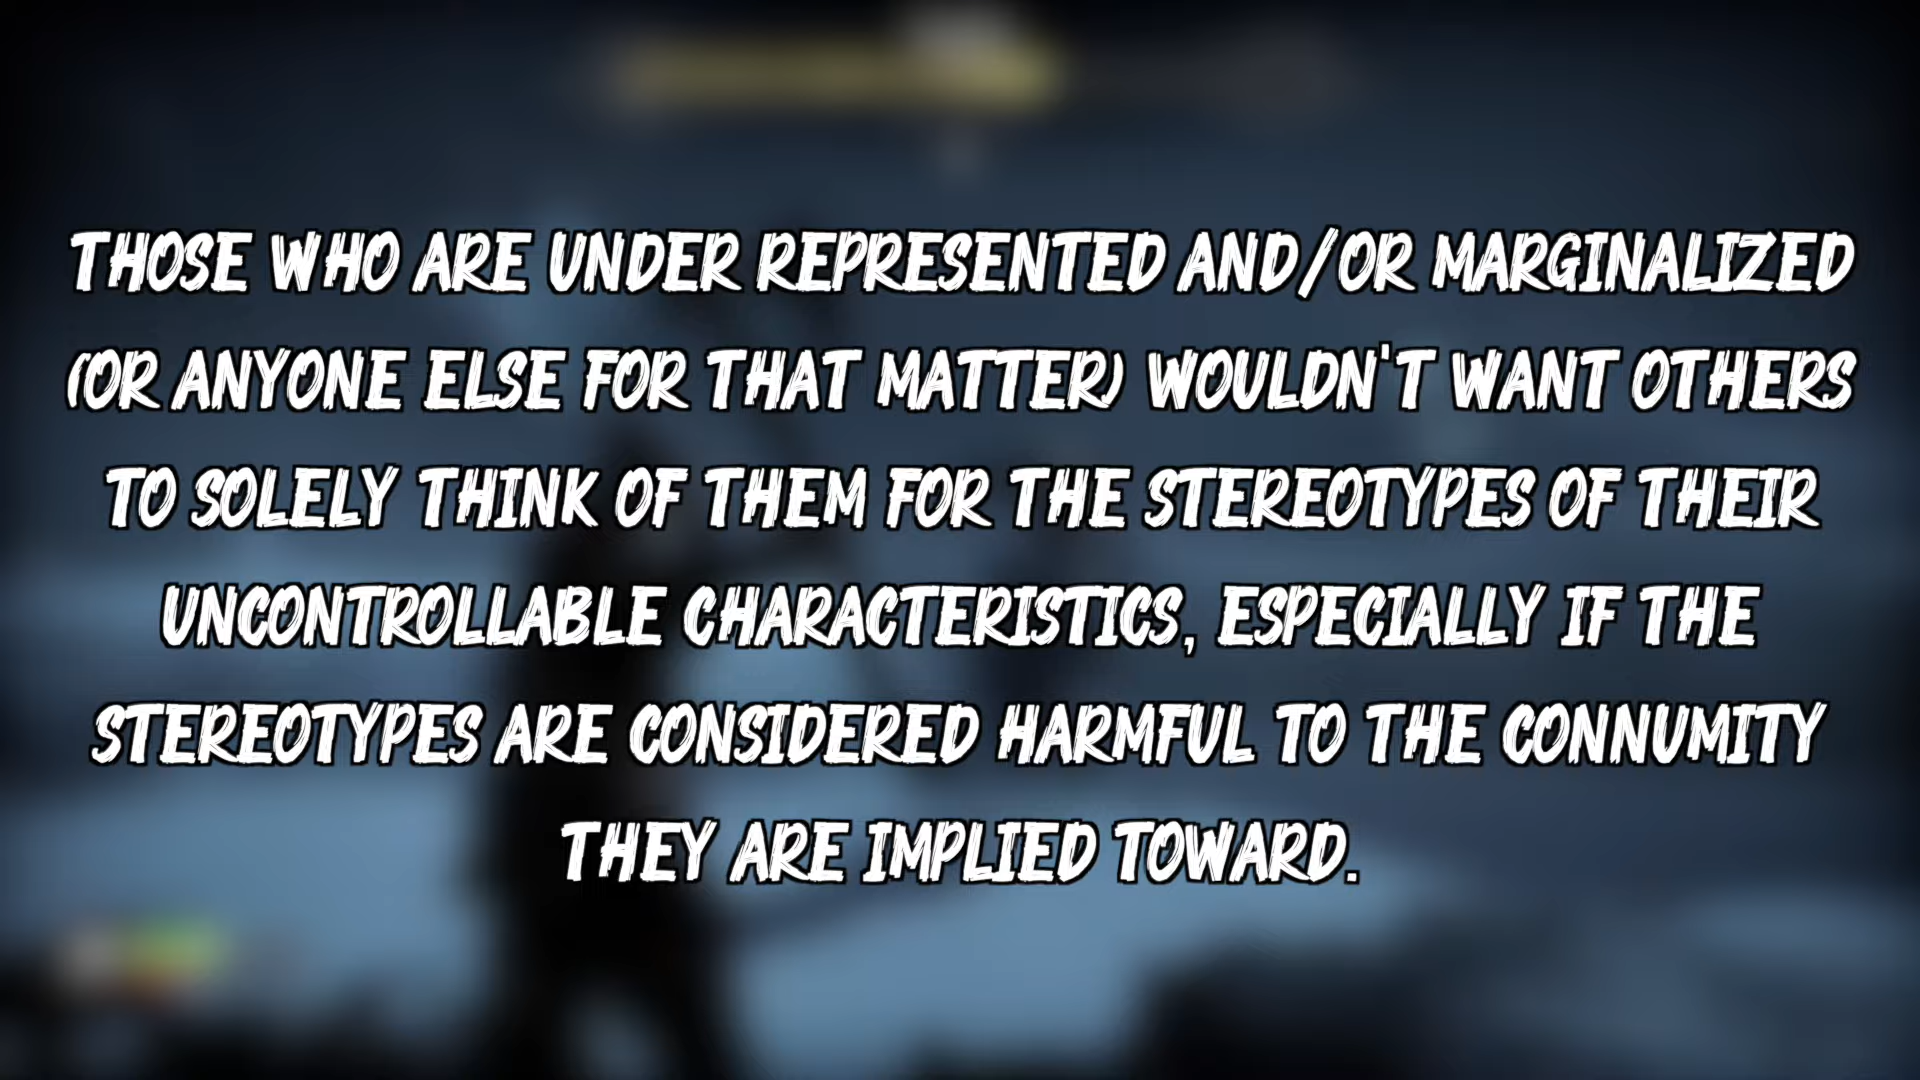 THOSE WHO ARE UNDER REPRESENTED AND/OR MARGINALIZED
(OR ANYONE ELSE FOR THAT MATTER) WOULDN'T WANT OTHERS
TO SOLELY THINK OF THEM FOR THE STEREOTYPES OF THEIR
UNCONTROLLABLE CHARACTERISTICS, ESPECIALLY IF THE
STEREOTYPES ARE CONSIDERED HARMFUL TO THE CONNUMITY
THEY ARE IMPLIED TOWARD.